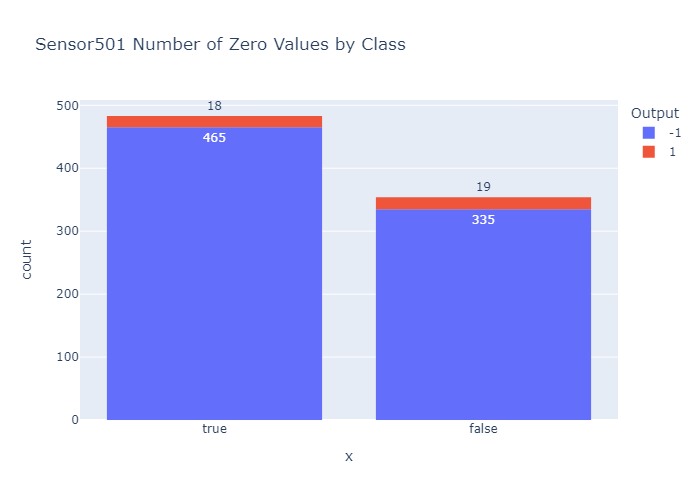 Sensor501 Number of Zero Values by Class
Output
-1
1
500
400
300
200
100
0
count
18
465
19
335
true
false
x